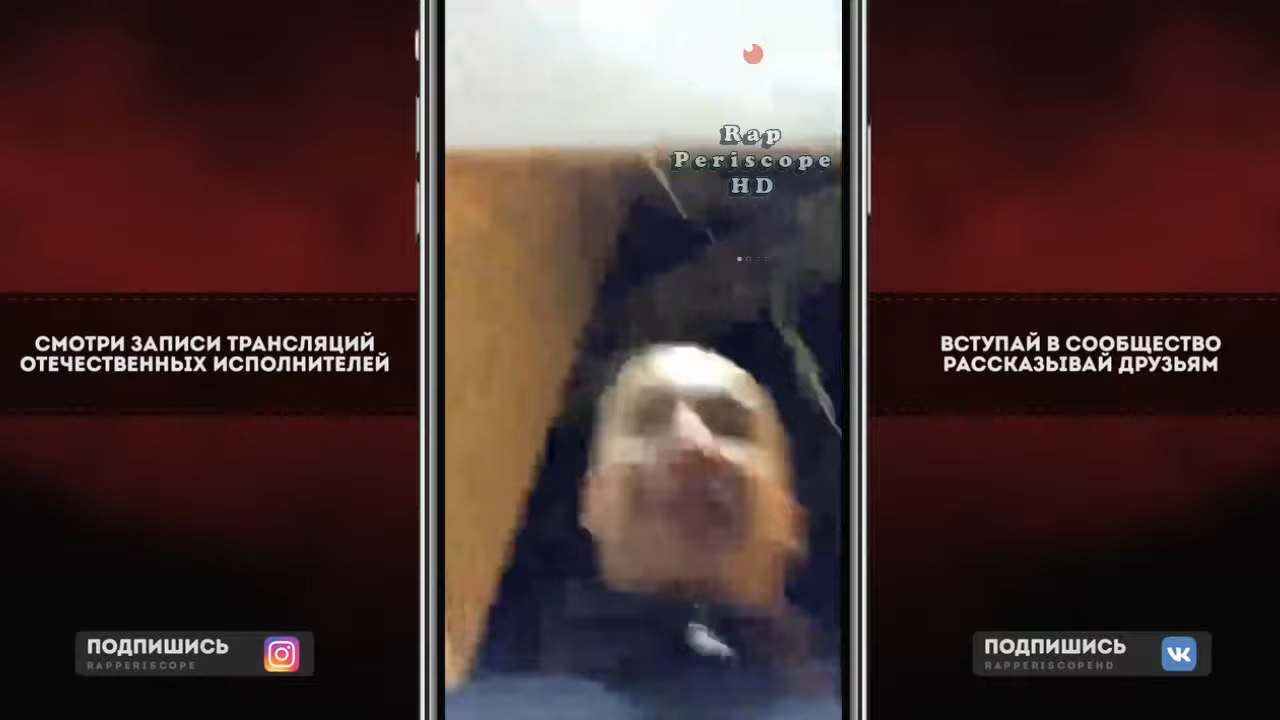 Rap
Periscope
HD
СМОТРИ ЗАПИСИ ТРАНСЛЯЦИЙ
ОТЕЧЕСТВЕННЫХ ИСПОЛНИТЕЛЕЙ
ВСТУПАЙ В СООБЩЕСТВО
РАССКАЗЫВАЙ ДРУЗЬЯМ
ПОДПИШИСЬ
RAPPERISCOPE
ПОДПИШИСЬ
RAPPERISCOPEHD